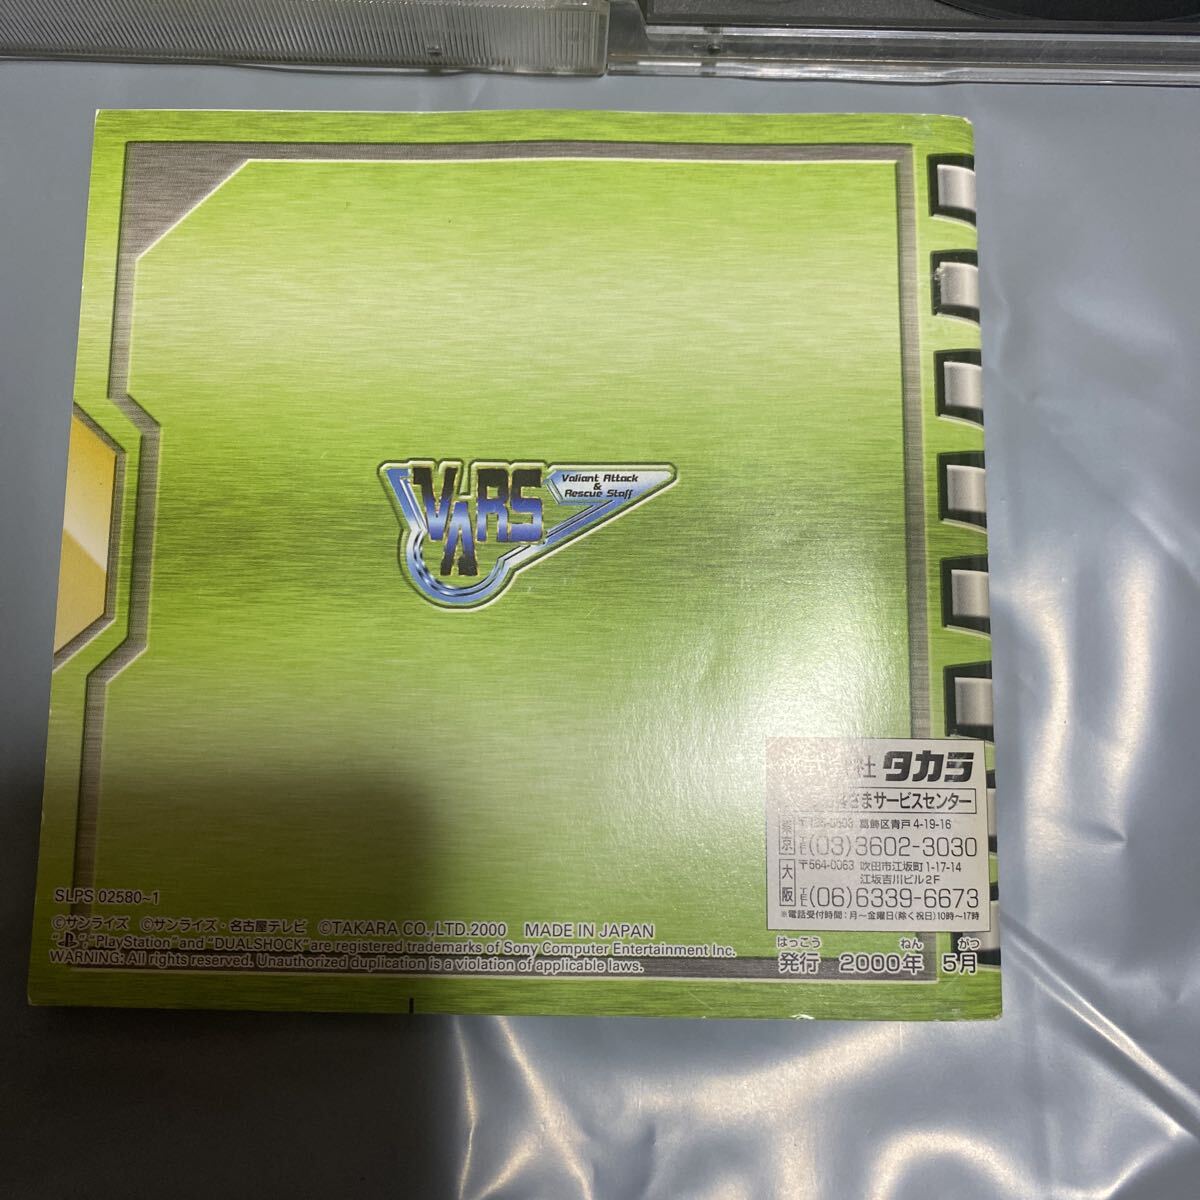 VARS
Valiant Attack
&
Rescue Staff
社 タカラ
さまサービスセンター
東京 葛飾区青戸4-19-16
TEL (03)3602-3030
大阪 〒564-0063 吹田市江坂町1-17-14
江坂吉川ビル2F
TEL (06)6339-6673
※電話受付時間:月〜金曜日(除く祝日)10時〜17時
はっこう ねん がつ
発行 2000年 5月
SLPS 02580~1
©サンライズ ©サンライズ・名古屋テレビ ©TAKARA CO.,LTD.2000 MADE IN JAPAN
" ", "PlayStation" and "DUALSHOCK" are registered trademarks of Sony Computer Entertainment Inc.
WARNING: All rights reserved. Unauthorized duplication is a violation of applicable laws.